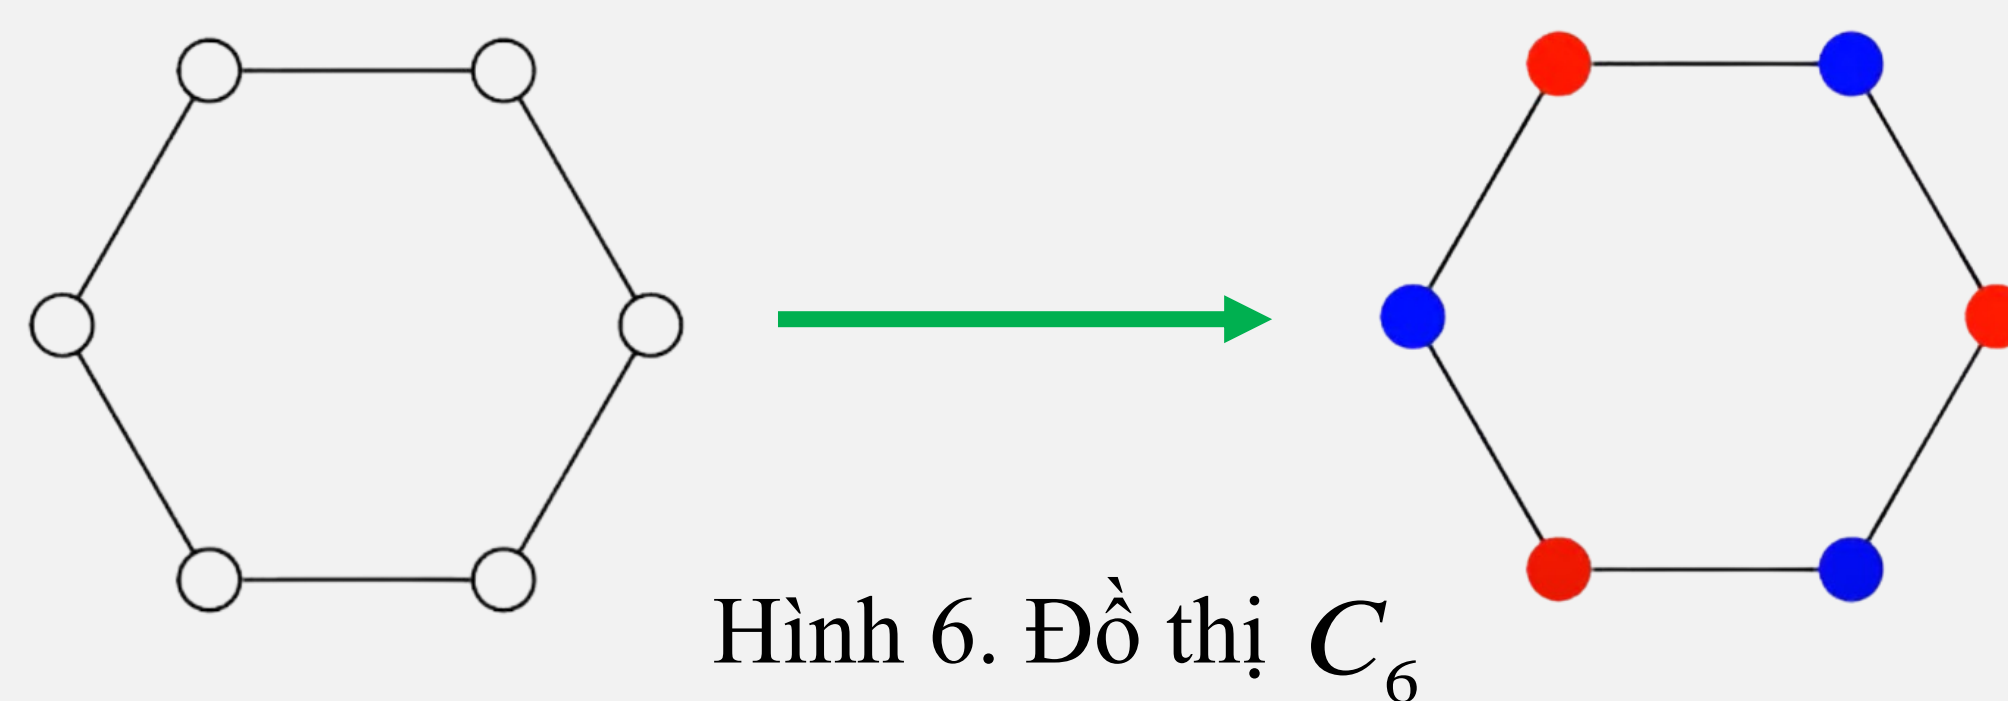 Hình 6. Đồ thị C₆